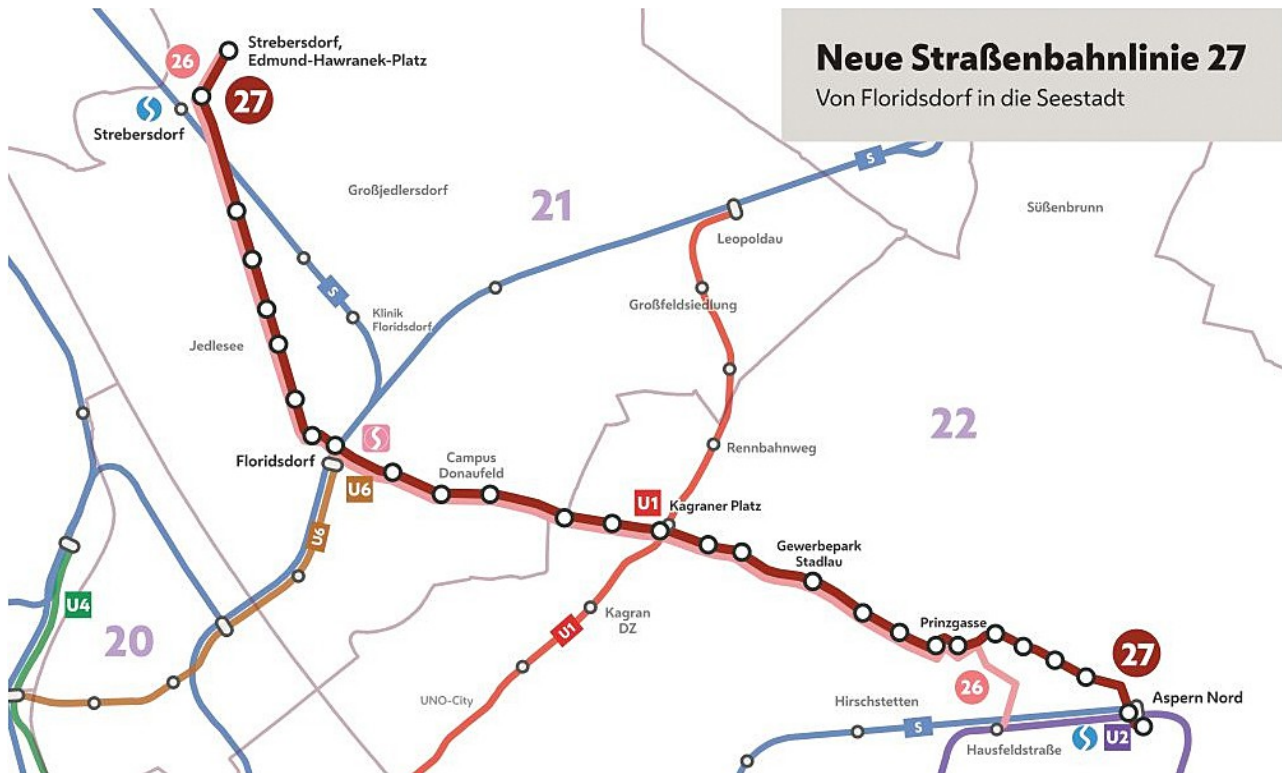 Neue Straßenbahnlinie 27
Von Floridsdorf in die Seestadt
Strebersdorf,
Edmund-Hawranek-Platz
26
27
Strebersdorf
Großjedlersdorf
21
S
Leopoldau
Süßenbrunn
S
Klinik
Floridsdorf
Großfeldsiedlung
Jedlesee
22
Floridsdorf
U6
U6
Campus
Donaufeld
Rennbahnweg
U1
Kagraner Platz
Gewerbepark
Stadlau
U4
20
Kagran
DZ
U1
Prinzgasse
27
26
UNO-City
Hirschstetten
Aspern Nord
S
Hausfeldstraße
U2